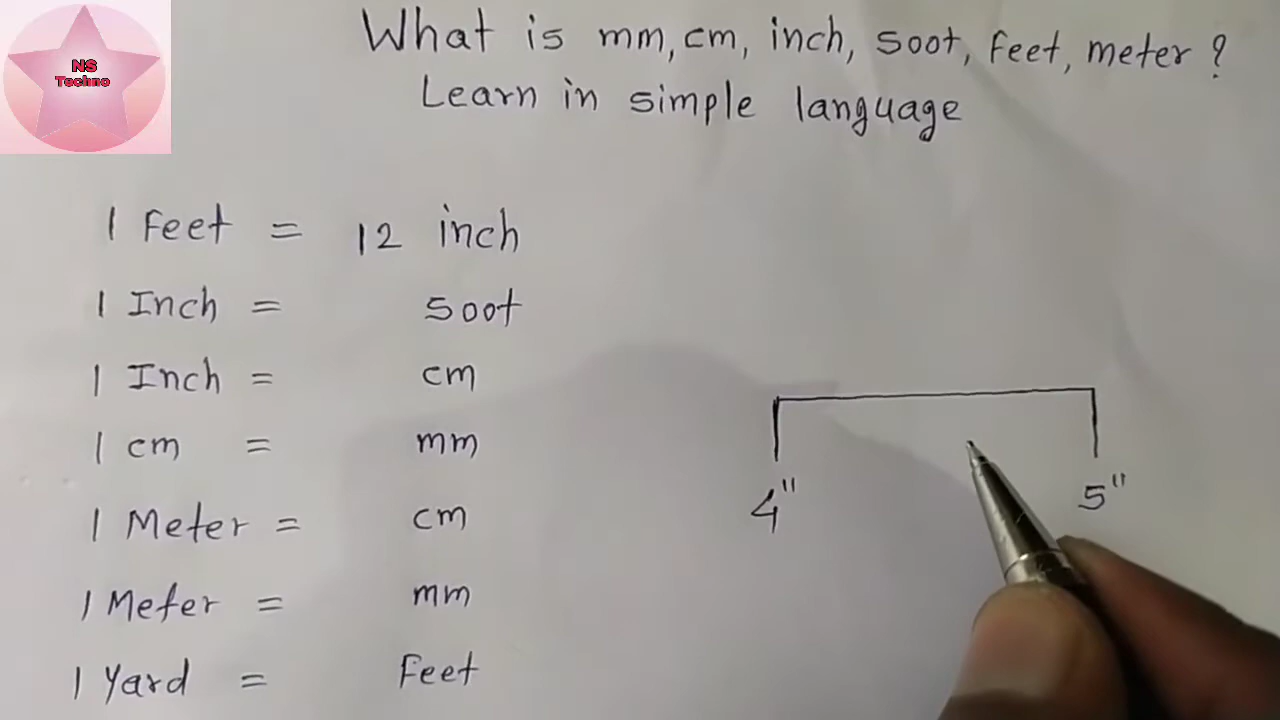 NS
Techno
What is mm, cm, inch, soot, Feet, meter ?
Learn in simple language
1 Feet = 12 inch
1 Inch = soot
1 Inch = cm
1 cm = mm
1 Meter = cm
1 Meter = mm
1 Yard = Feet
4" 5"